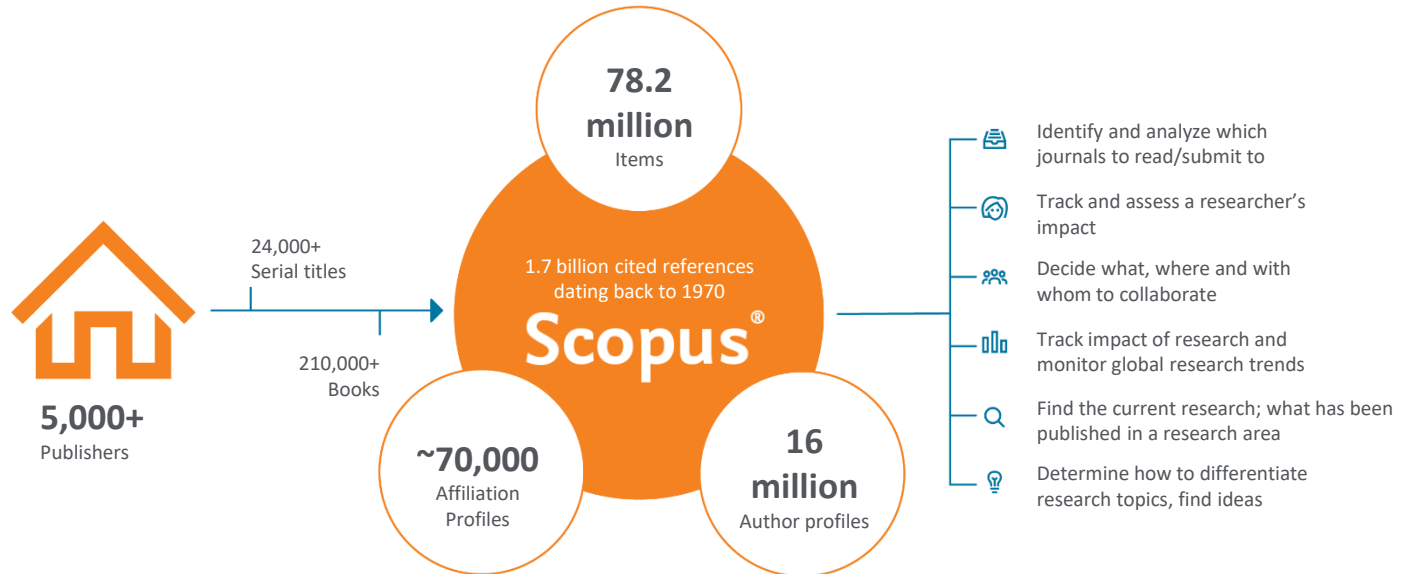 5,000+
Publishers
24,000+
Serial titles
210,000+
Books
78.2
million
Items
1.7 billion cited references
dating back to 1970
Scopus®
~70,000
Affiliation
Profiles
16
million
Author profiles
Identify and analyze which
journals to read/submit to
Track and assess a researcher's
impact
Decide what, where and with
whom to collaborate
Track impact of research and
monitor global research trends
Find the current research; what has been
published in a research area
Determine how to differentiate
research topics, find ideas